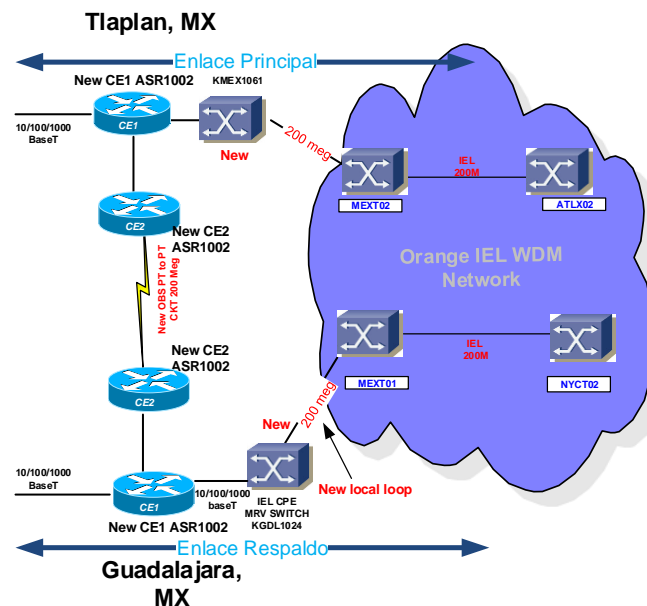 Tlaplan, MX
Enlace Principal
New CE1 ASR1002
KMEX1061
10/100/1000
BaseT
CE1
New
200 meg
MEXT02
IEL
200M
ATLX02
CE2
New CE2
ASR1002
New OBS PT to PT
CKT 200 Meg
Orange IEL WDM
Network
New CE2
ASR1002
CE2
MEXT01
IEL
200M
NYCT02
New
200 meg
10/100/1000
BaseT
CE1
10/100/1000
baseT
IEL CPE
MRV SWITCH
KGDL1024
New local loop
New CE1 ASR1002
Enlace Respaldo
Guadalajara,
MX